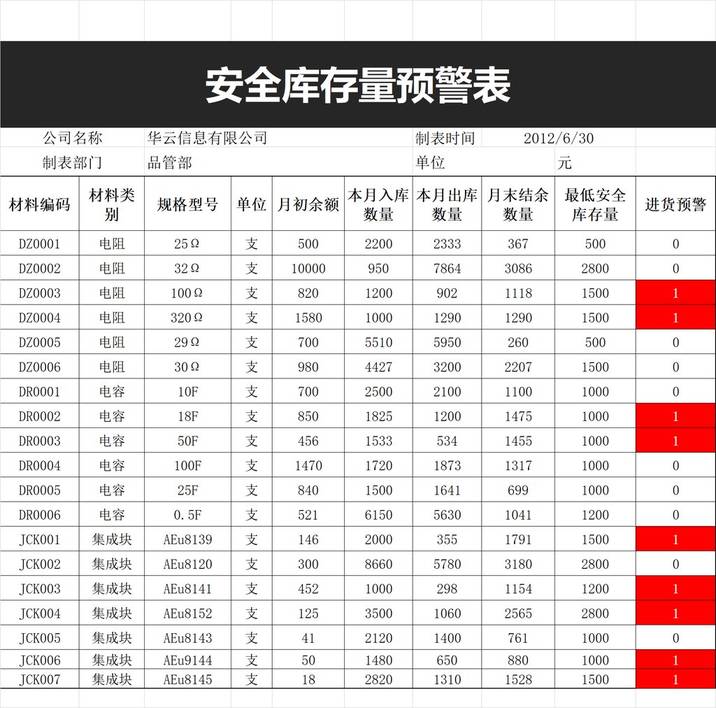 安全库存量预警表
公司名称 华云信息有限公司 制表时间 2012/6/30
制表部门 品管部 单位 元
材料编码 材料类别 规格型号 单位 月初余额 本月入库数量 本月出库数量 月末结余数量 最低安全库存量 进货预警
DZ0001 电阻 25Ω 支 500 2200 2333 367 500 0
DZ0002 电阻 32Ω 支 10000 950 7864 3086 2800 0
DZ0003 电阻 100Ω 支 820 1200 902 1118 1500 1
DZ0004 电阻 320Ω 支 1580 1000 1290 1290 1500 1
DZ0005 电阻 29Ω 支 700 5510 5950 260 500 0
DZ0006 电阻 30Ω 支 980 4427 3200 2207 1500 0
DR0001 电容 10F 支 700 2500 2100 1100 1000 0
DR0002 电容 18F 支 850 1825 1200 1475 1000 1
DR0003 电容 50F 支 456 1533 534 1455 1000 1
DR0004 电容 100F 支 1470 1720 1873 1317 1000 0
DR0005 电容 25F 支 840 1500 1641 699 1000 0
DR0006 电容 0.5F 支 521 6150 5630 1041 1200 0
JCK001 集成块 AEu8139 支 146 2000 355 1791 1500 1
JCK002 集成块 AEu8120 支 300 8660 5780 3180 2800 0
JCK003 集成块 AEu8141 支 452 1000 298 1154 1200 1
JCK004 集成块 AEu8152 支 125 3500 1060 2565 2800 1
JCK005 集成块 AEu8143 支 41 2120 1400 761 1000 0
JCK006 集成块 AEu9144 支 50 1480 650 880 1000 1
JCK007 集成块 AEu8145 支 18 2820 1310 1528 1500 1